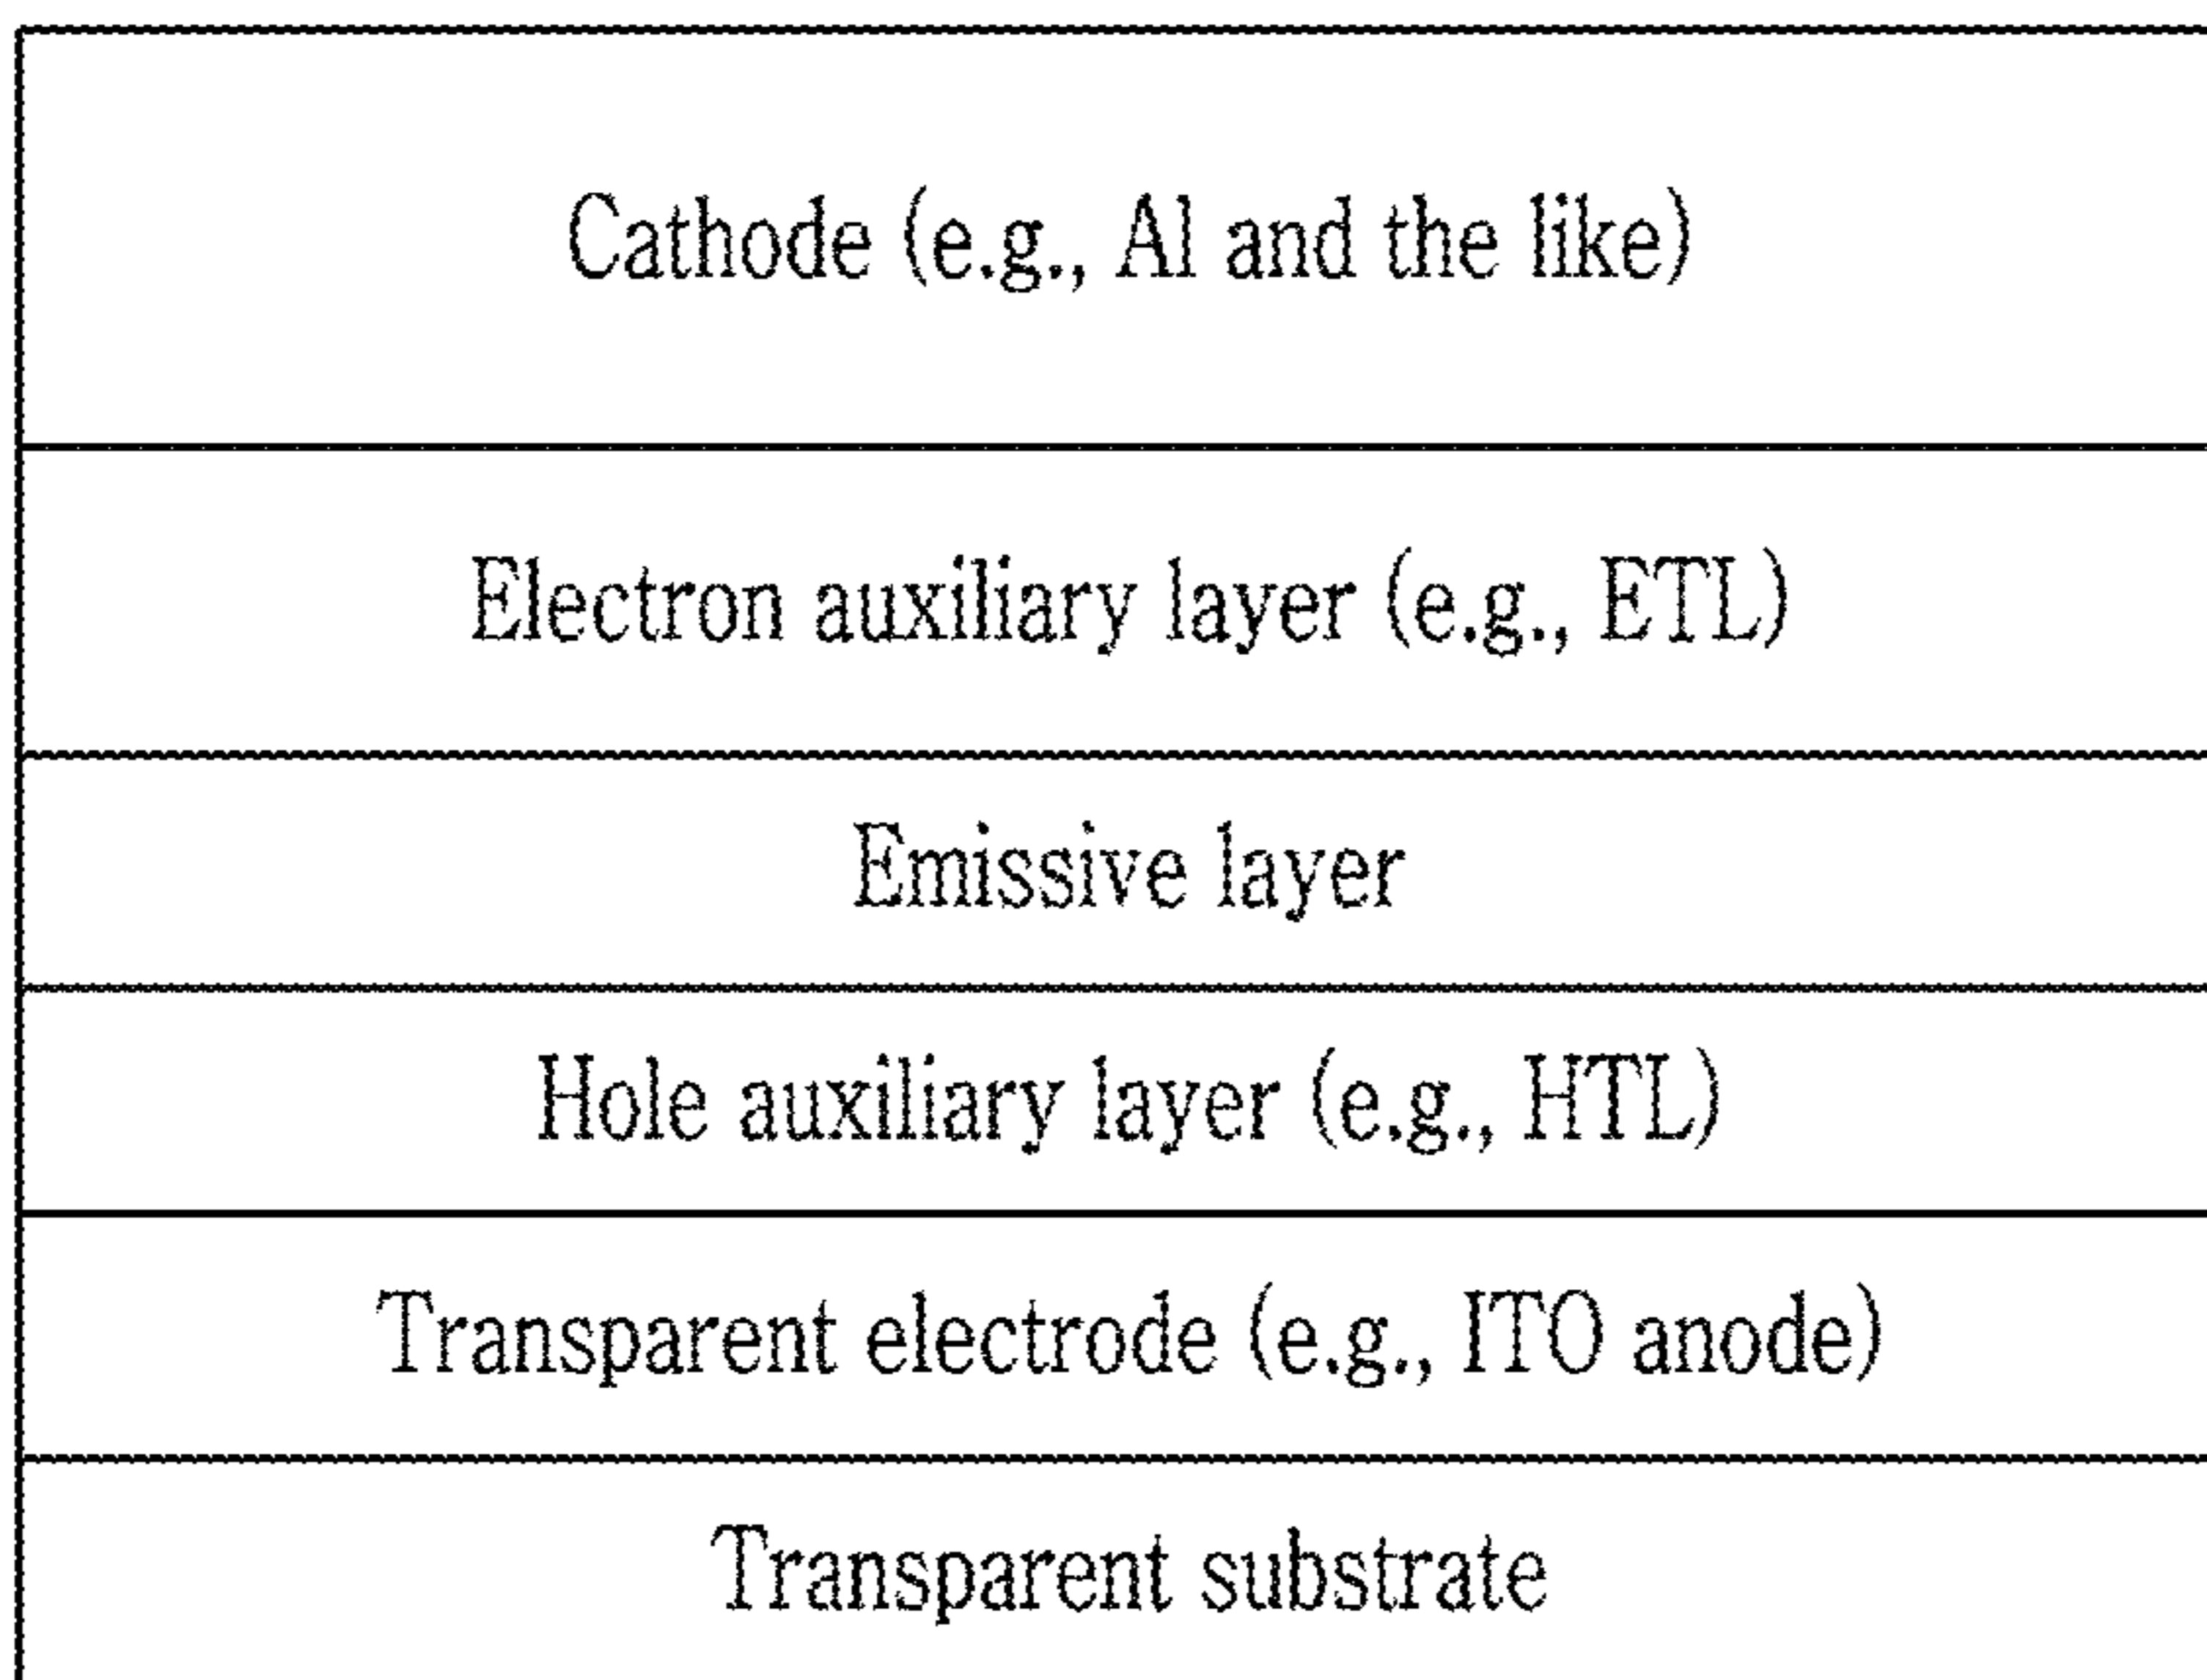 Cathode (e.g., Al and the like)
Electron auxiliary layer (e.g., ETL)
Emissive layer
Hole auxiliary layer (e.g., HTL)
Transparent electrode (e.g., ITO anode)
Transparent substrate